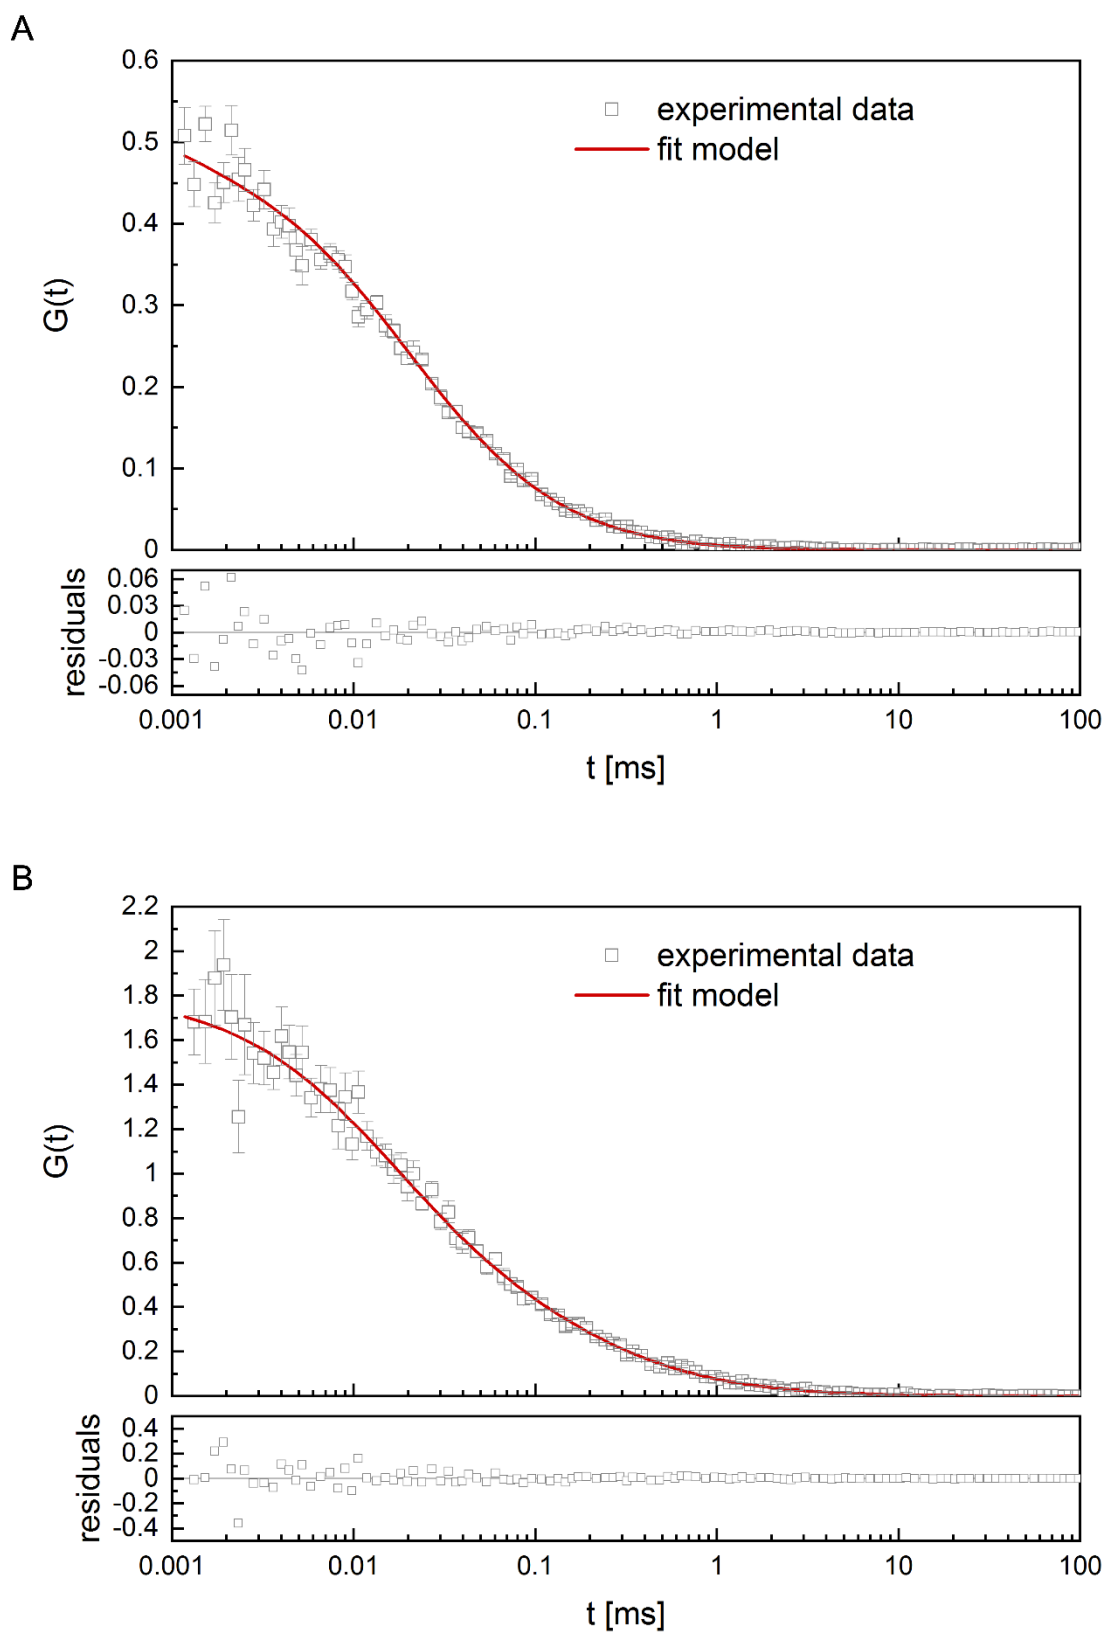 A
0.6
0.5
0.4
0.3
0.2
0.1
0
G(t)
experimental data
fit model
0.06
0.03
0
-0.03
-0.06
residuals
0.001 0.01 0.1 1 10 100
t [ms]
B
2.2
2
1.8
1.6
1.4
1.2
1
0.8
0.6
0.4
0.2
0
G(t)
experimental data
fit model
0.4
0.2
0
-0.2
-0.4
residuals
0.001 0.01 0.1 1 10 100
t [ms]